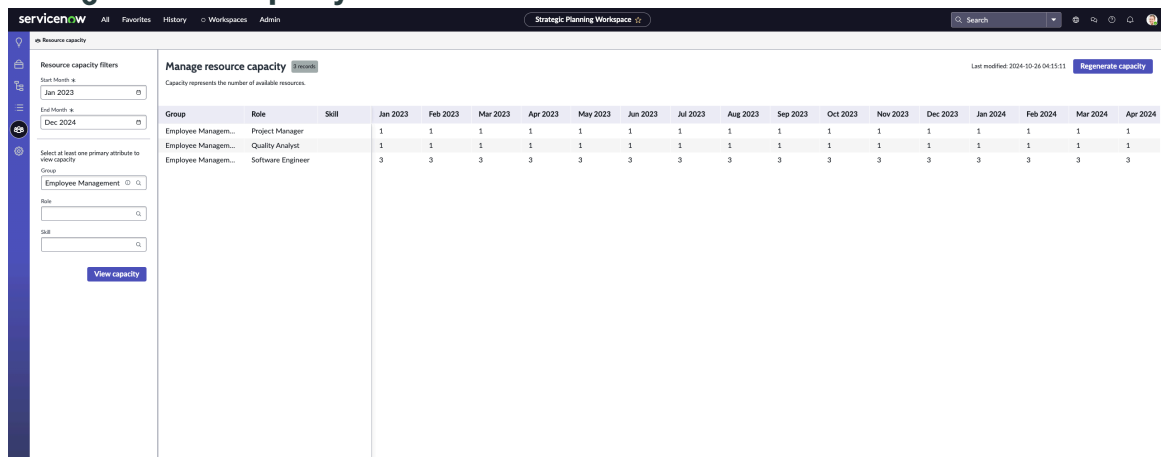 servicenow All Favorites History Workspaces Admin Strategic Planning Workspace Search
Resource capacity
Resource capacity filters
Start Month
Jan 2023
End Month
Dec 2024
Select at least one primary attribute to
view capacity
Group
Employee Management
Role
Skill
View capacity
Manage resource capacity 3 records
Capacity represents the number of available resources.
Last modified: 2024-10-26 04:15:11 Regenerate capacity
Group Role Skill Jan 2023 Feb 2023 Mar 2023 Apr 2023 May 2023 Jun 2023 Jul 2023 Aug 2023 Sep 2023 Oct 2023 Nov 2023 Dec 2023 Jan 2024 Feb 2024 Mar 2024 Apr 2024
Employee Managem... Project Manager 1 1 1 1 1 1 1 1 1 1 1 1 1 1 1 1
Employee Managem... Quality Analyst 1 1 1 1 1 1 1 1 1 1 1 1 1 1 1 1
Employee Managem... Software Engineer 3 3 3 3 3 3 3 3 3 3 3 3 3 3 3 3